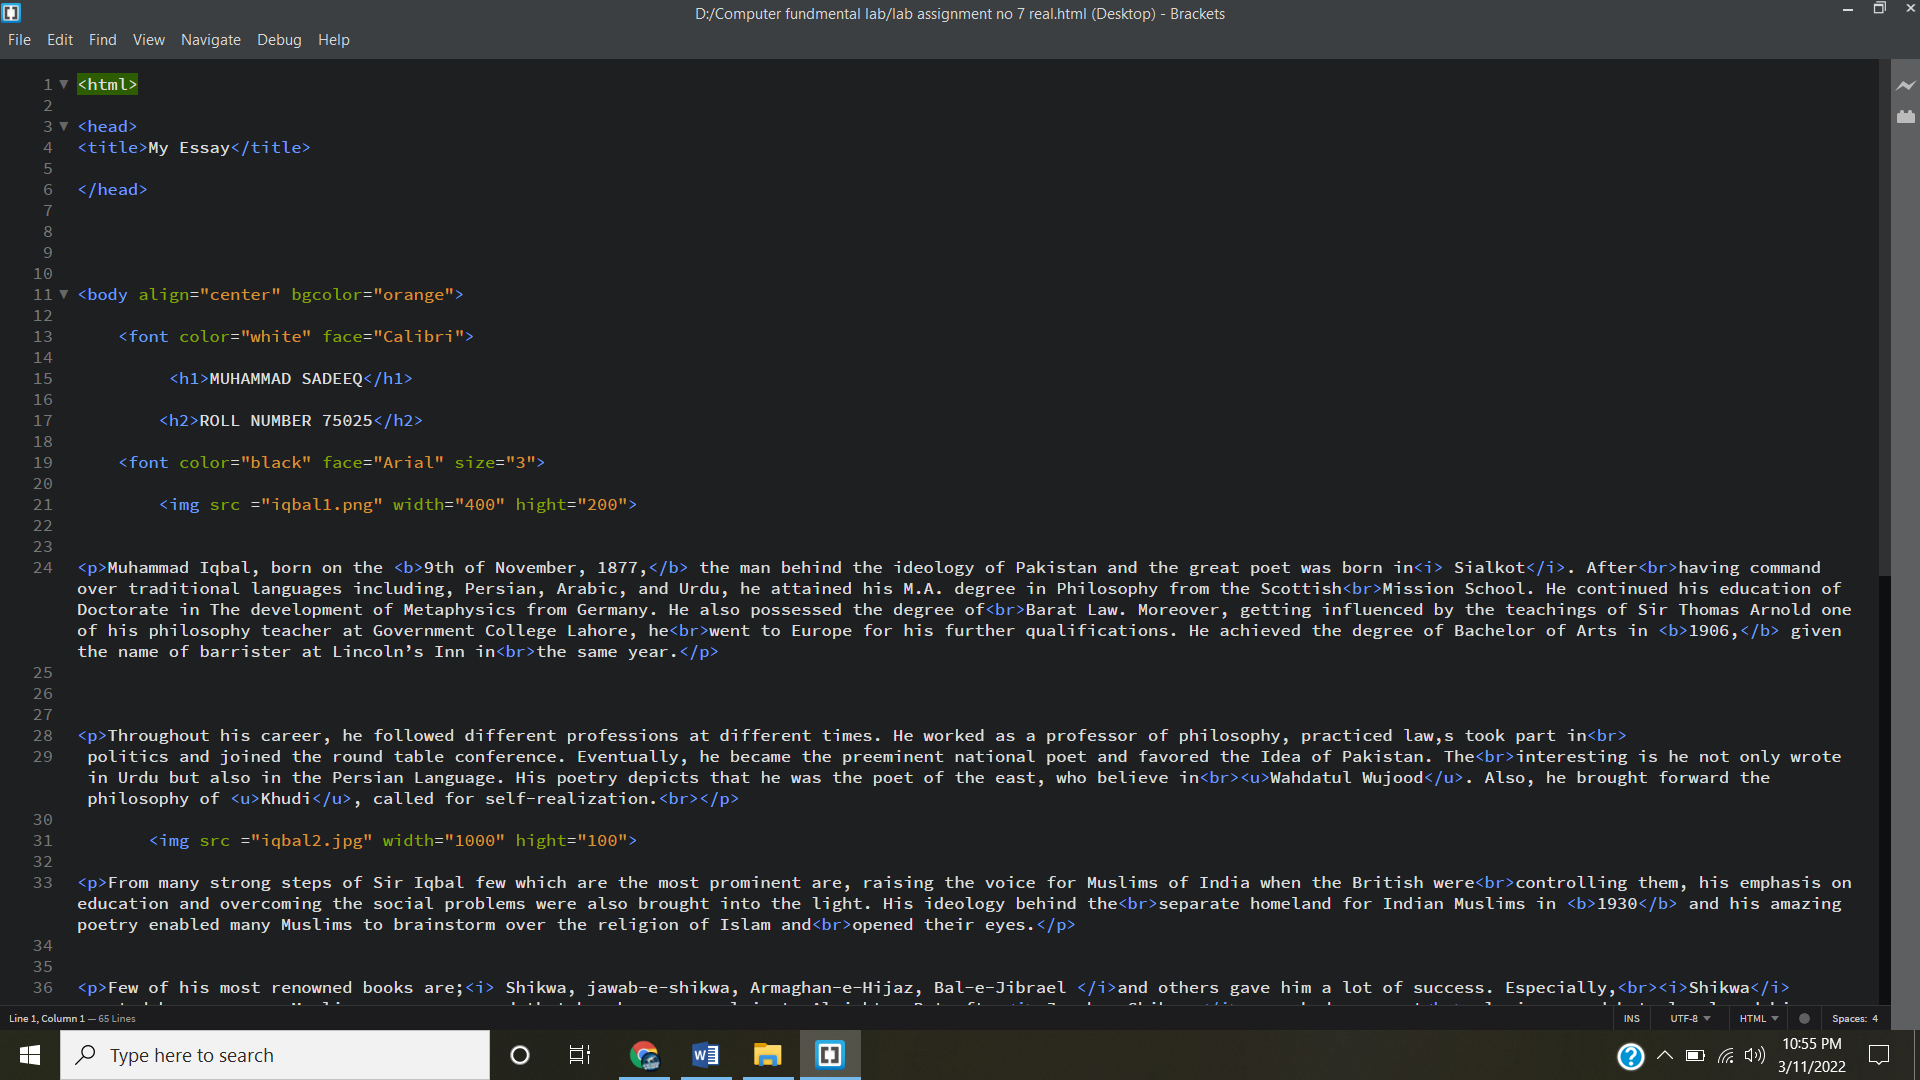 D:/Computer fundmental lab/lab assignment no 7 real.html (Desktop) - Brackets
File Edit Find View Navigate Debug Help
1 <html>
2
3 <head>
4 <title>My Essay</title>
5
6 </head>
7
8
9
10
11 <body align="center" bgcolor="orange">
12
13 <font color="white" face="Calibri">
14
15 <h1>MUHAMMAD SADEEQ</h1>
16
17 <h2>ROLL NUMBER 75025</h2>
18
19 <font color="black" face="Arial" size="3">
20
21 <img src ="iqbal1.png" width="400" hight="200">
22
23
24 <p>Muhammad Iqbal, born on the <b>9th of November, 1877,</b> the man behind the ideology of Pakistan and the great poet was born in<i> Sialkot</i>. After<br>having command
over traditional languages including, Persian, Arabic, and Urdu, he attained his M.A. degree in Philosophy from the Scottish<br>Mission School. He continued his education of
Doctorate in The development of Metaphysics from Germany. He also possessed the degree of<br>Barat Law. Moreover, getting influenced by the teachings of Sir Thomas Arnold one
of his philosophy teacher at Government College Lahore, he<br>went to Europe for his further qualifications. He achieved the degree of Bachelor of Arts in <b>1906,</b> given
the name of barrister at Lincoln’s Inn in<br>the same year.</p>
25
26
27
28 <p>Throughout his career, he followed different professions at different times. He worked as a professor of philosophy, practiced law,s took part in<br>
29 politics and joined the round table conference. Eventually, he became the preeminent national poet and favored the Idea of Pakistan. The<br>interesting is he not only wrote
in Urdu but also in the Persian Language. His poetry depicts that he was the poet of the east, who believe in<br><u>Wahdatul Wujood</u>. Also, he brought forward the
philosophy of <u>Khudi</u>, called for self-realization.<br></p>
30
31 <img src ="iqbal2.jpg" width="1000" hight="100">
32
33 <p>From many strong steps of Sir Iqbal few which are the most prominent are, raising the voice for Muslims of India when the British were<br>controlling them, his emphasis on
education and overcoming the social problems were also brought into the light. His ideology behind the<br>separate homeland for Indian Muslims in <b>1930</b> and his amazing
poetry enabled many Muslims to brainstorm over the religion of Islam and<br>opened their eyes.</p>
34
35
36 <p>Few of his most renowned books are;<i> Shikwa, jawab-e-shikwa, Armaghan-e-Hijaz, Bal-e-Jibrael </i>and others gave him a lot of success. Especially,<br><i>Shikwa</i>
Line 1, Column 1 — 65 Lines
INS UTF-8 HTML Spaces: 4
Type here to search
10:55 PM
3/11/2022